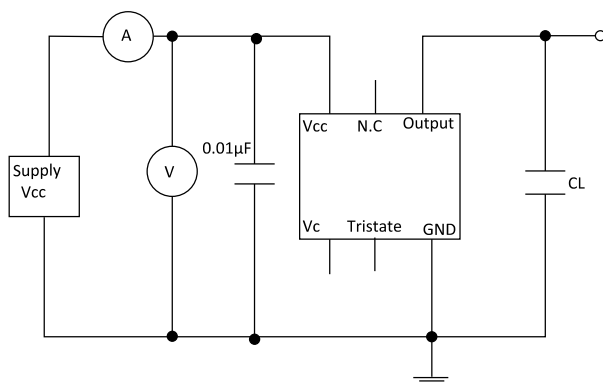 A
Vcc
N.C
Output
0.01µF
Supply
Vcc
V
CL
Vc
Tristate
GND